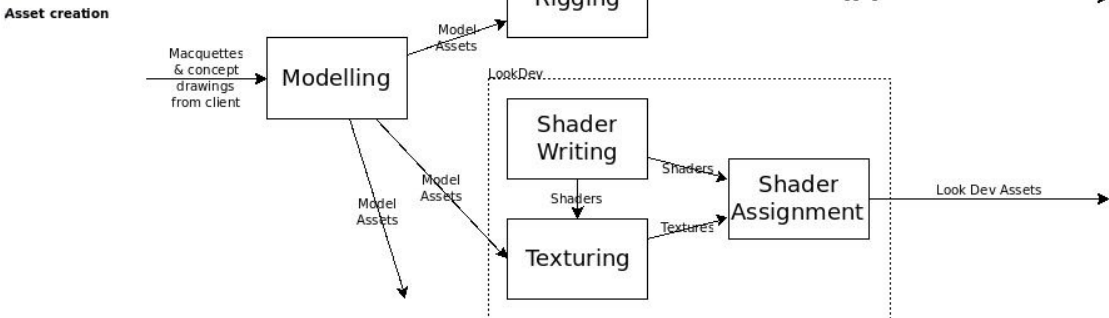 Asset creation
Rigging
Model
Assets
Macquettes
& concept
drawings
from client
Modelling
LookDev
Shader
Writing
Shaders
Shader
Assignment
Look Dev Assets
Model
Assets
Model
Assets
Shaders
Textures
Texturing